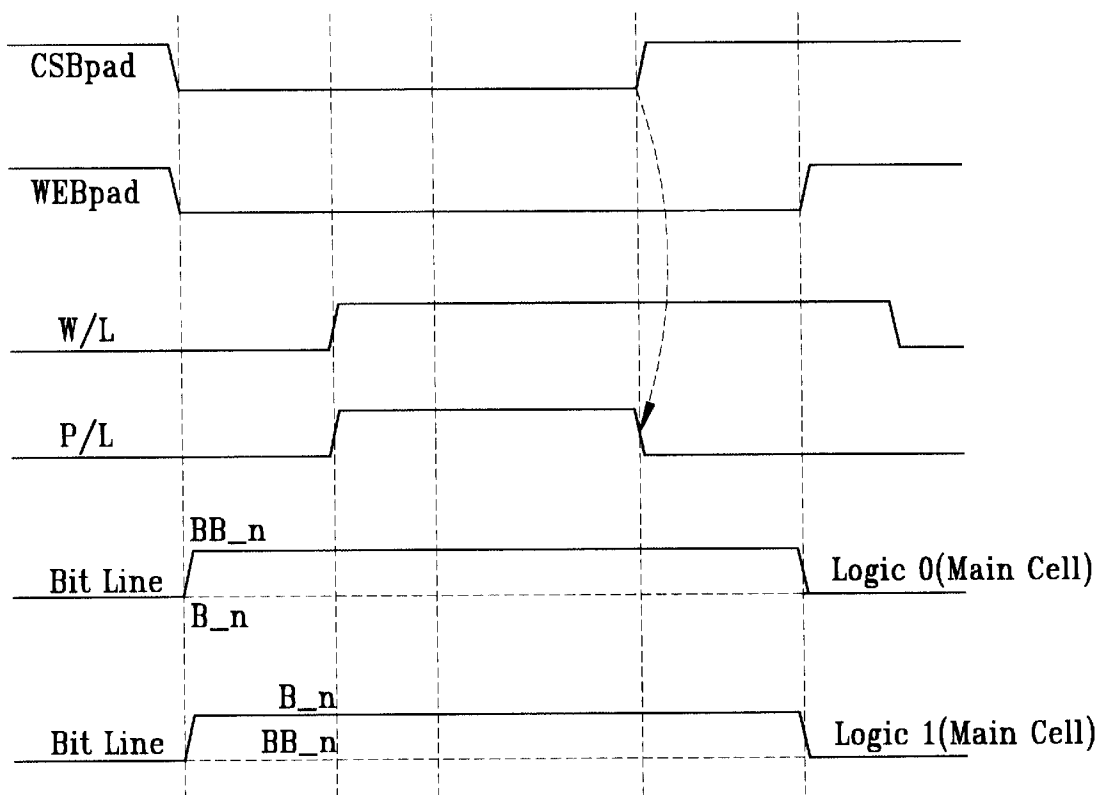 CSBpad
WEBpad
W/L
P/L
BB_n
Bit Line
Logic 0(Main Cell)
B_n
B_n
Bit Line
BB_n
Logic 1(Main Cell)